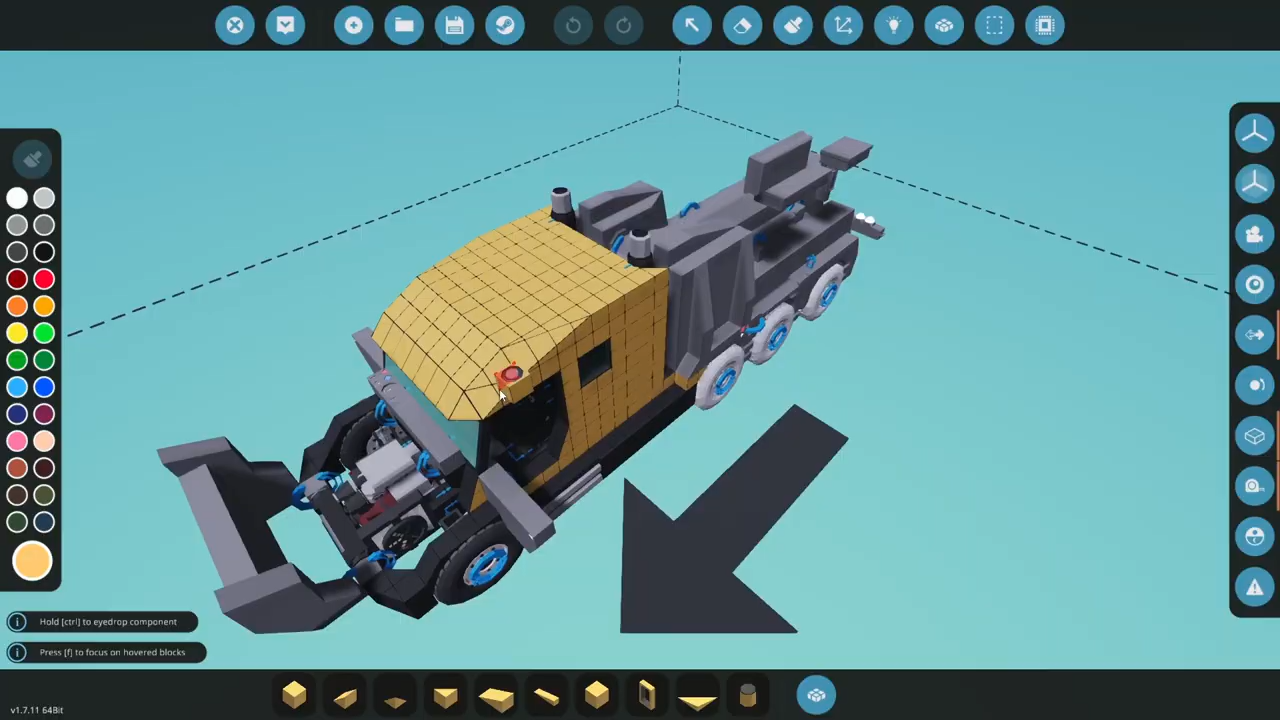 Hold [ctrl] to eyedrop component
Press [f] to focus on hovered blocks
v1.7.11 64Bit